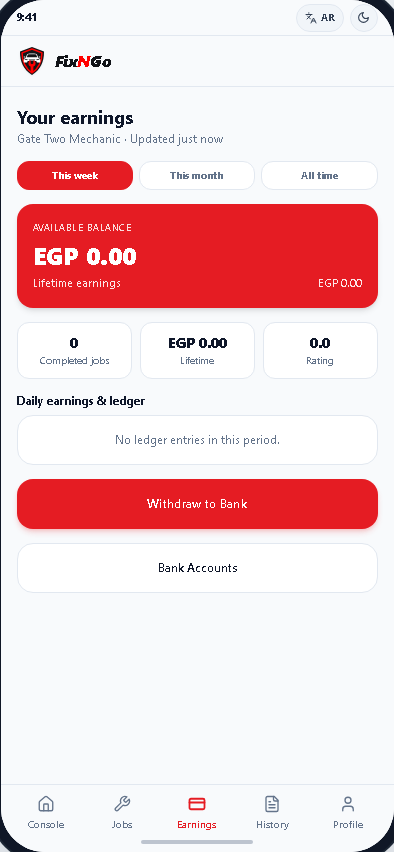 9:41
AR
FixNGo
Your earnings
Gate Two Mechanic · Updated just now
This week
This month
All time
AVAILABLE BALANCE
EGP 0.00
Lifetime earnings
EGP 0.00
0
Completed jobs
EGP 0.00
Lifetime
0.0
Rating
Daily earnings & ledger
No ledger entries in this period.
Withdraw to Bank
Bank Accounts
Console
Jobs
Earnings
History
Profile